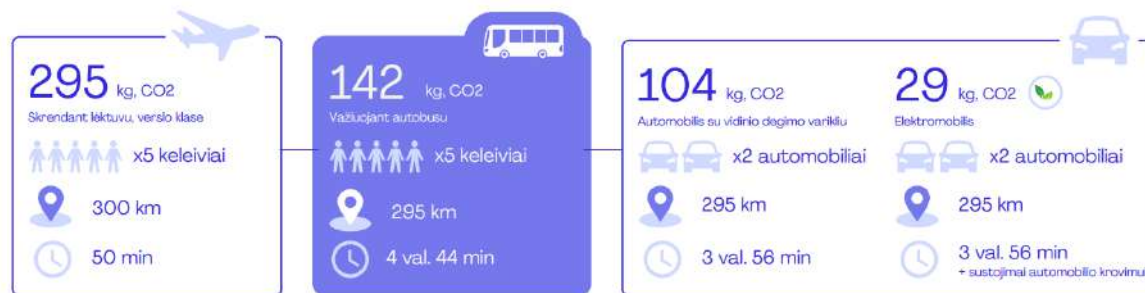 295 kg, CO2
Skrendant lėktuvu, verslo klase
x5 keleiviai
300 km
50 min
142 kg, CO2
Važiuojant autobusu
x5 keleiviai
295 km
4 val. 44 min
104 kg, CO2
Automobilis su vidinio degimo varikliu
x2 automobiliai
295 km
3 val. 56 min
29 kg, CO2
Elektromobilis
x2 automobiliai
295 km
3 val. 56 min
+ sustojimai automobilio krovimui